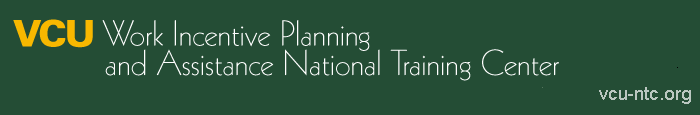 VCU Work Incentive Planning
and Assistance National Training Center
vcu-ntc.org